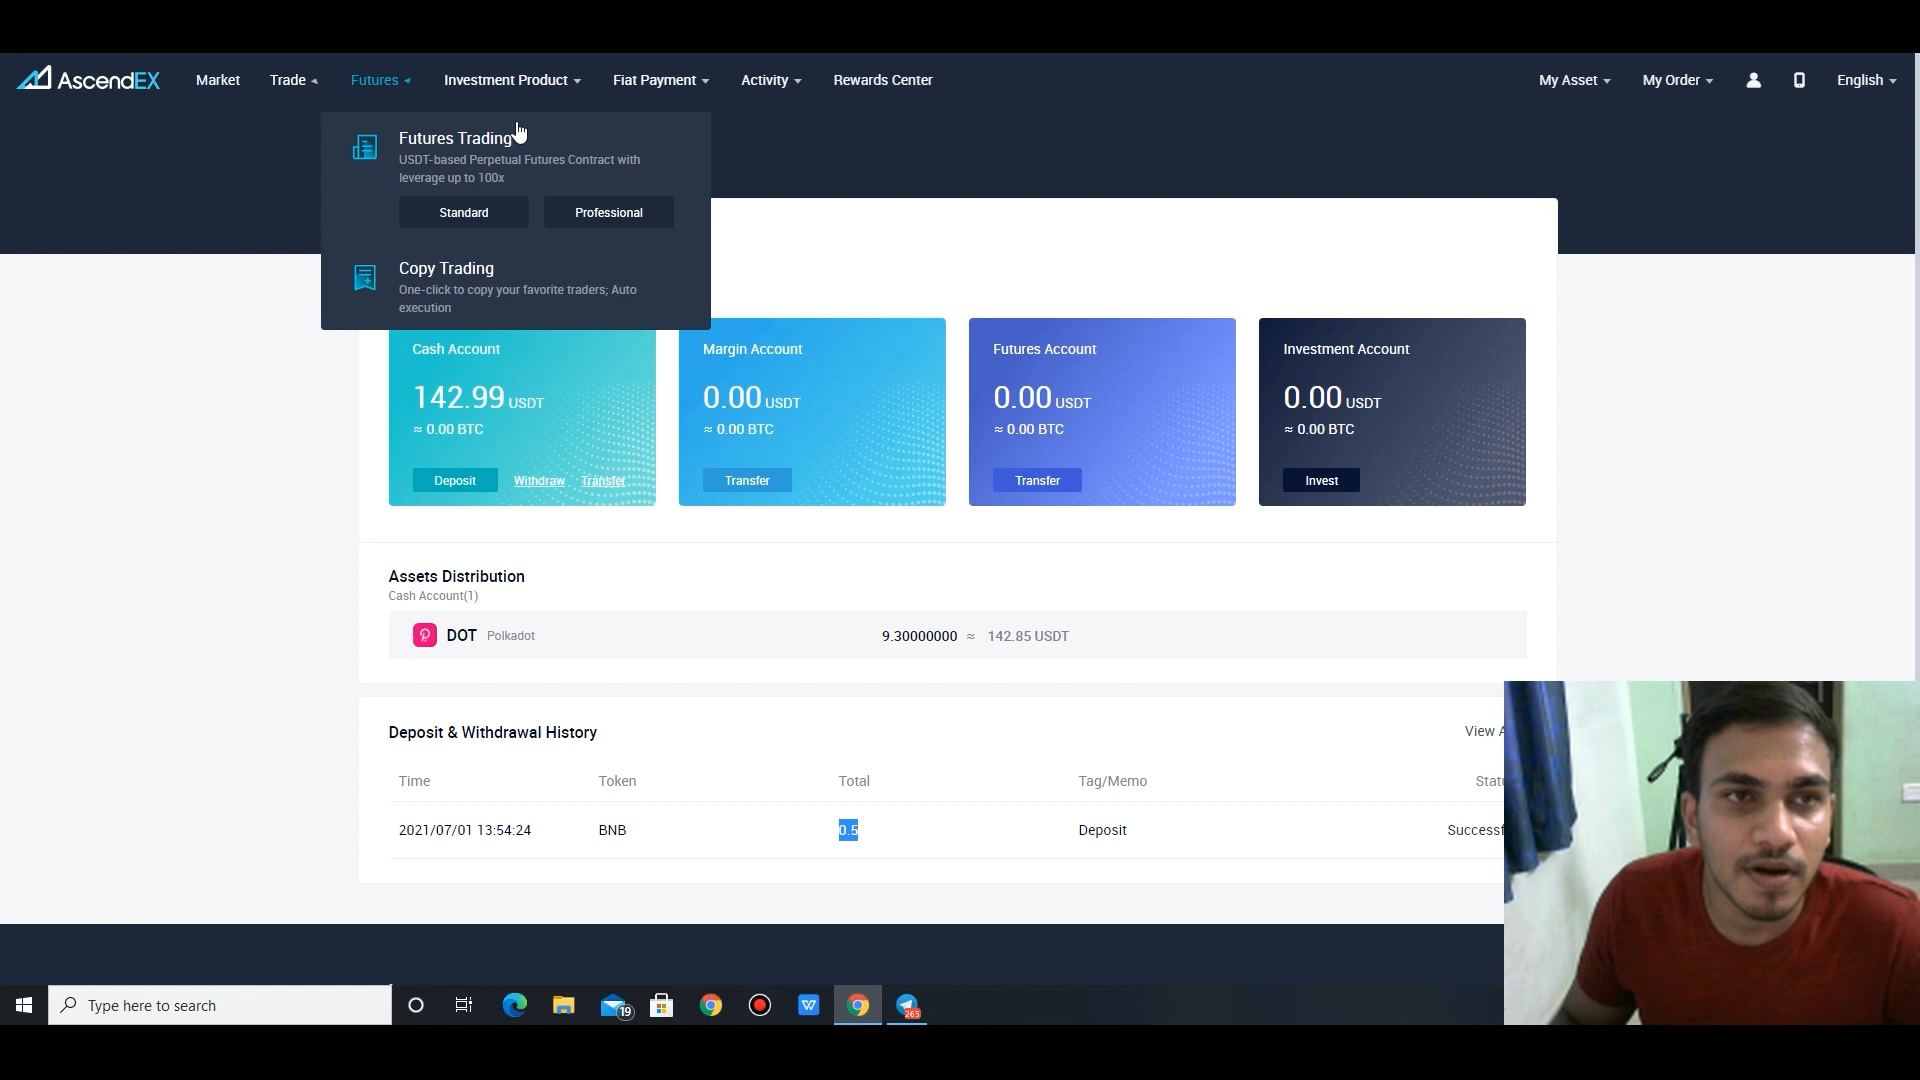 AscendEX
Market
Trade
Futures
Investment Product
Fiat Payment
Activity
Rewards Center
My Asset
My Order
English
Futures Trading
USDT-based Perpetual Futures Contract with
leverage up to 100x
Standard
Professional
Copy Trading
One-click to copy your favorite traders; Auto
execution
Cash Account
142.99 USDT
≈ 0.00 BTC
Deposit Withdraw Transfer
Margin Account
0.00 USDT
≈ 0.00 BTC
Transfer
Futures Account
0.00 USDT
≈ 0.00 BTC
Transfer
Investment Account
0.00 USDT
≈ 0.00 BTC
Invest
Assets Distribution
Cash Account(1)
DOT Polkadot 9.30000000 ≈ 142.85 USDT
Deposit & Withdrawal History
View A
Time Token Total Tag/Memo Stat
2021/07/01 13:54:24 BNB 0.5 Deposit Successf
Type here to search
19
265